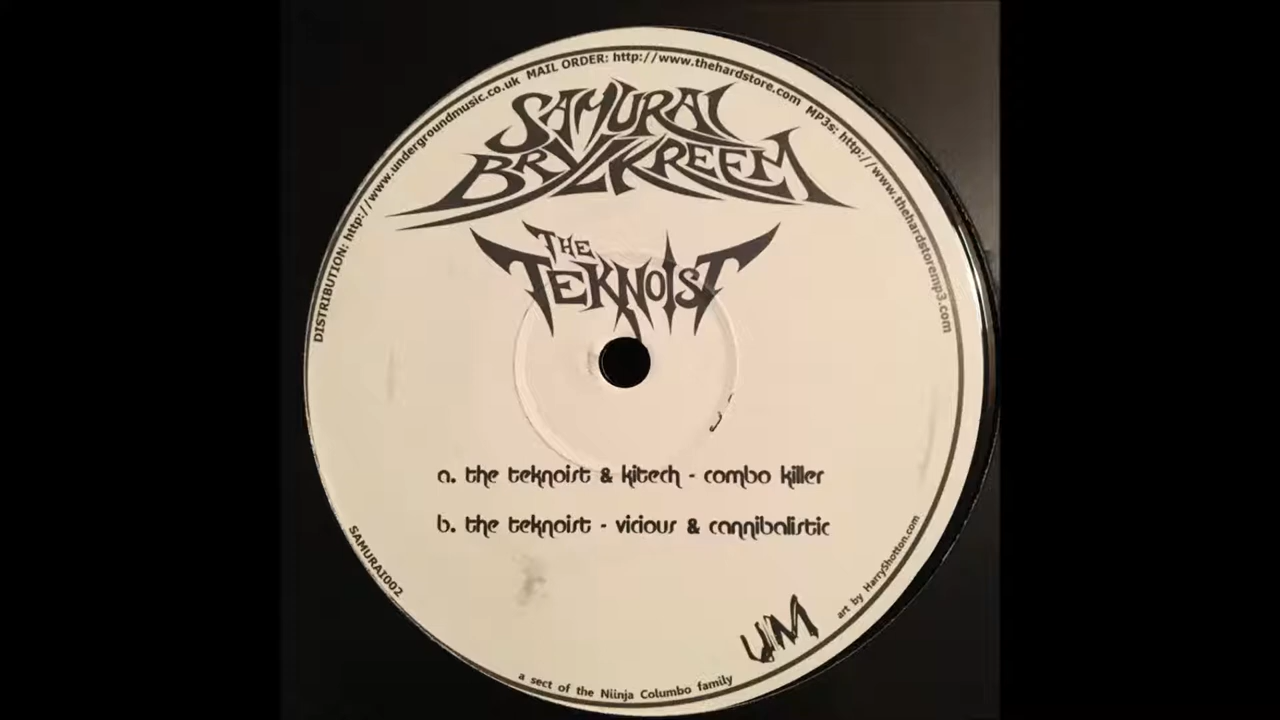 DISTRIBUTION: http://www.undergroundmusic.co.uk MAIL ORDER: http://www.thehardstore.com MP3s: http://www.thehardstoremp3.com
SAMURAI
BRYLKREEM
THE
TEKNOIST
a. the teknoist & kitech - combo killer
b. the teknoist - vicious & cannibalistic
SAMURAI002
art by HarryShotton.com
UM
a sect of the Niinja Columbo family